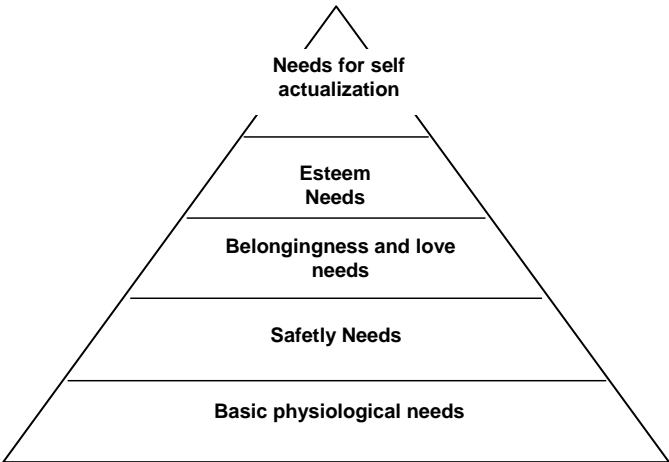 Needs for self
actualization
Esteem
Needs
Belongingness and love
needs
Safetly Needs
Basic physiological needs